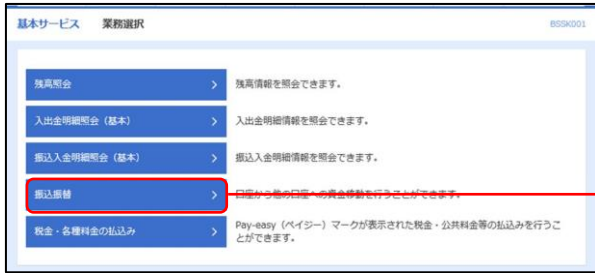 基本サービス 業務選択 BSSK001
残高照会 残高情報を照会できます。
入出金明細照会（基本） 入出金明細情報を照会できます。
振込入金明細照会（基本） 振込入金明細情報を照会できます。
振込振替 口座から他の口座への資金移動を行うことができます。
税金・各種料金の払込み Pay-easy（ペイジー）マークが表示された税金・公共料金等の払込みを行うこ
とができます。